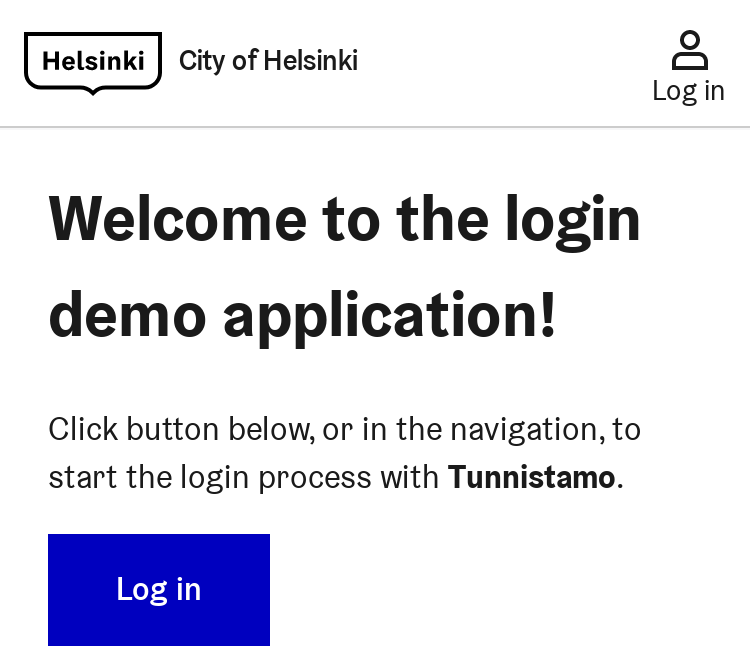 Helsinki
City of Helsinki
Log in
Welcome to the login
demo application!
Click button below, or in the navigation, to
start the login process with Tunnistamo.
Log in